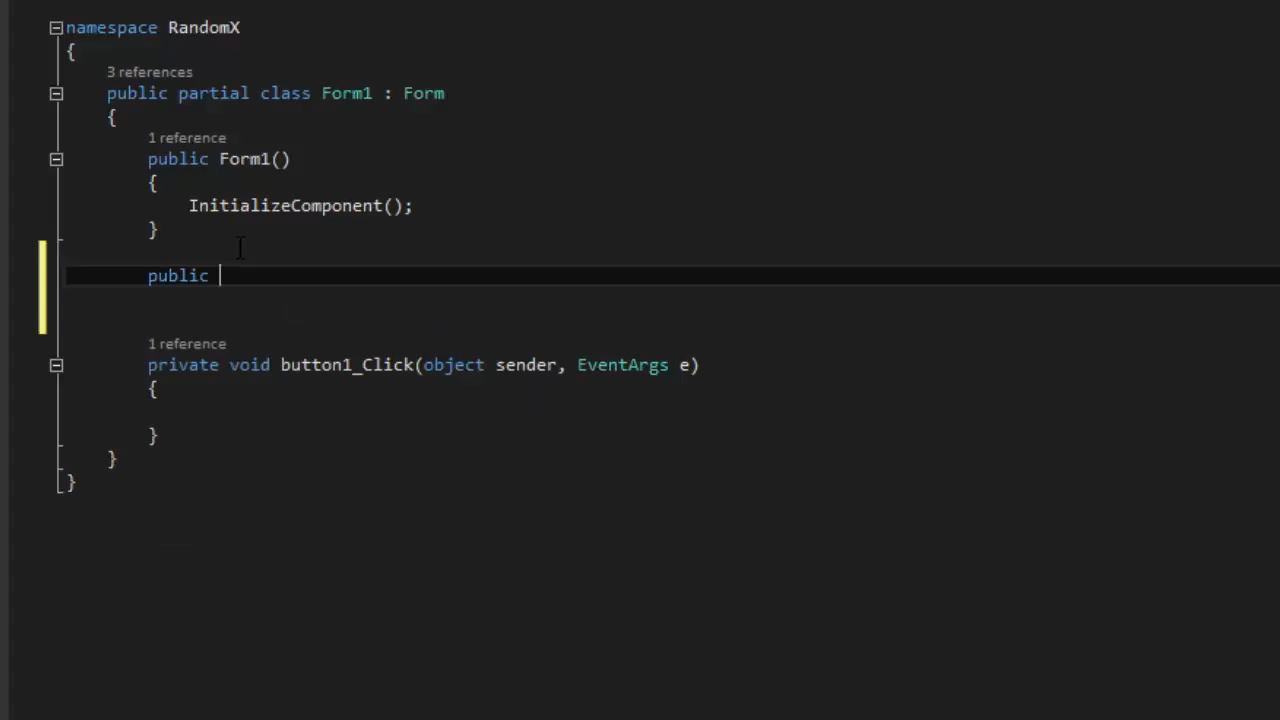 namespace RandomX
{
3 references
public partial class Form1 : Form
{
1 reference
public Form1()
{
InitializeComponent();
}
public
1 reference
private void button1_Click(object sender, EventArgs e)
{
}
}
}